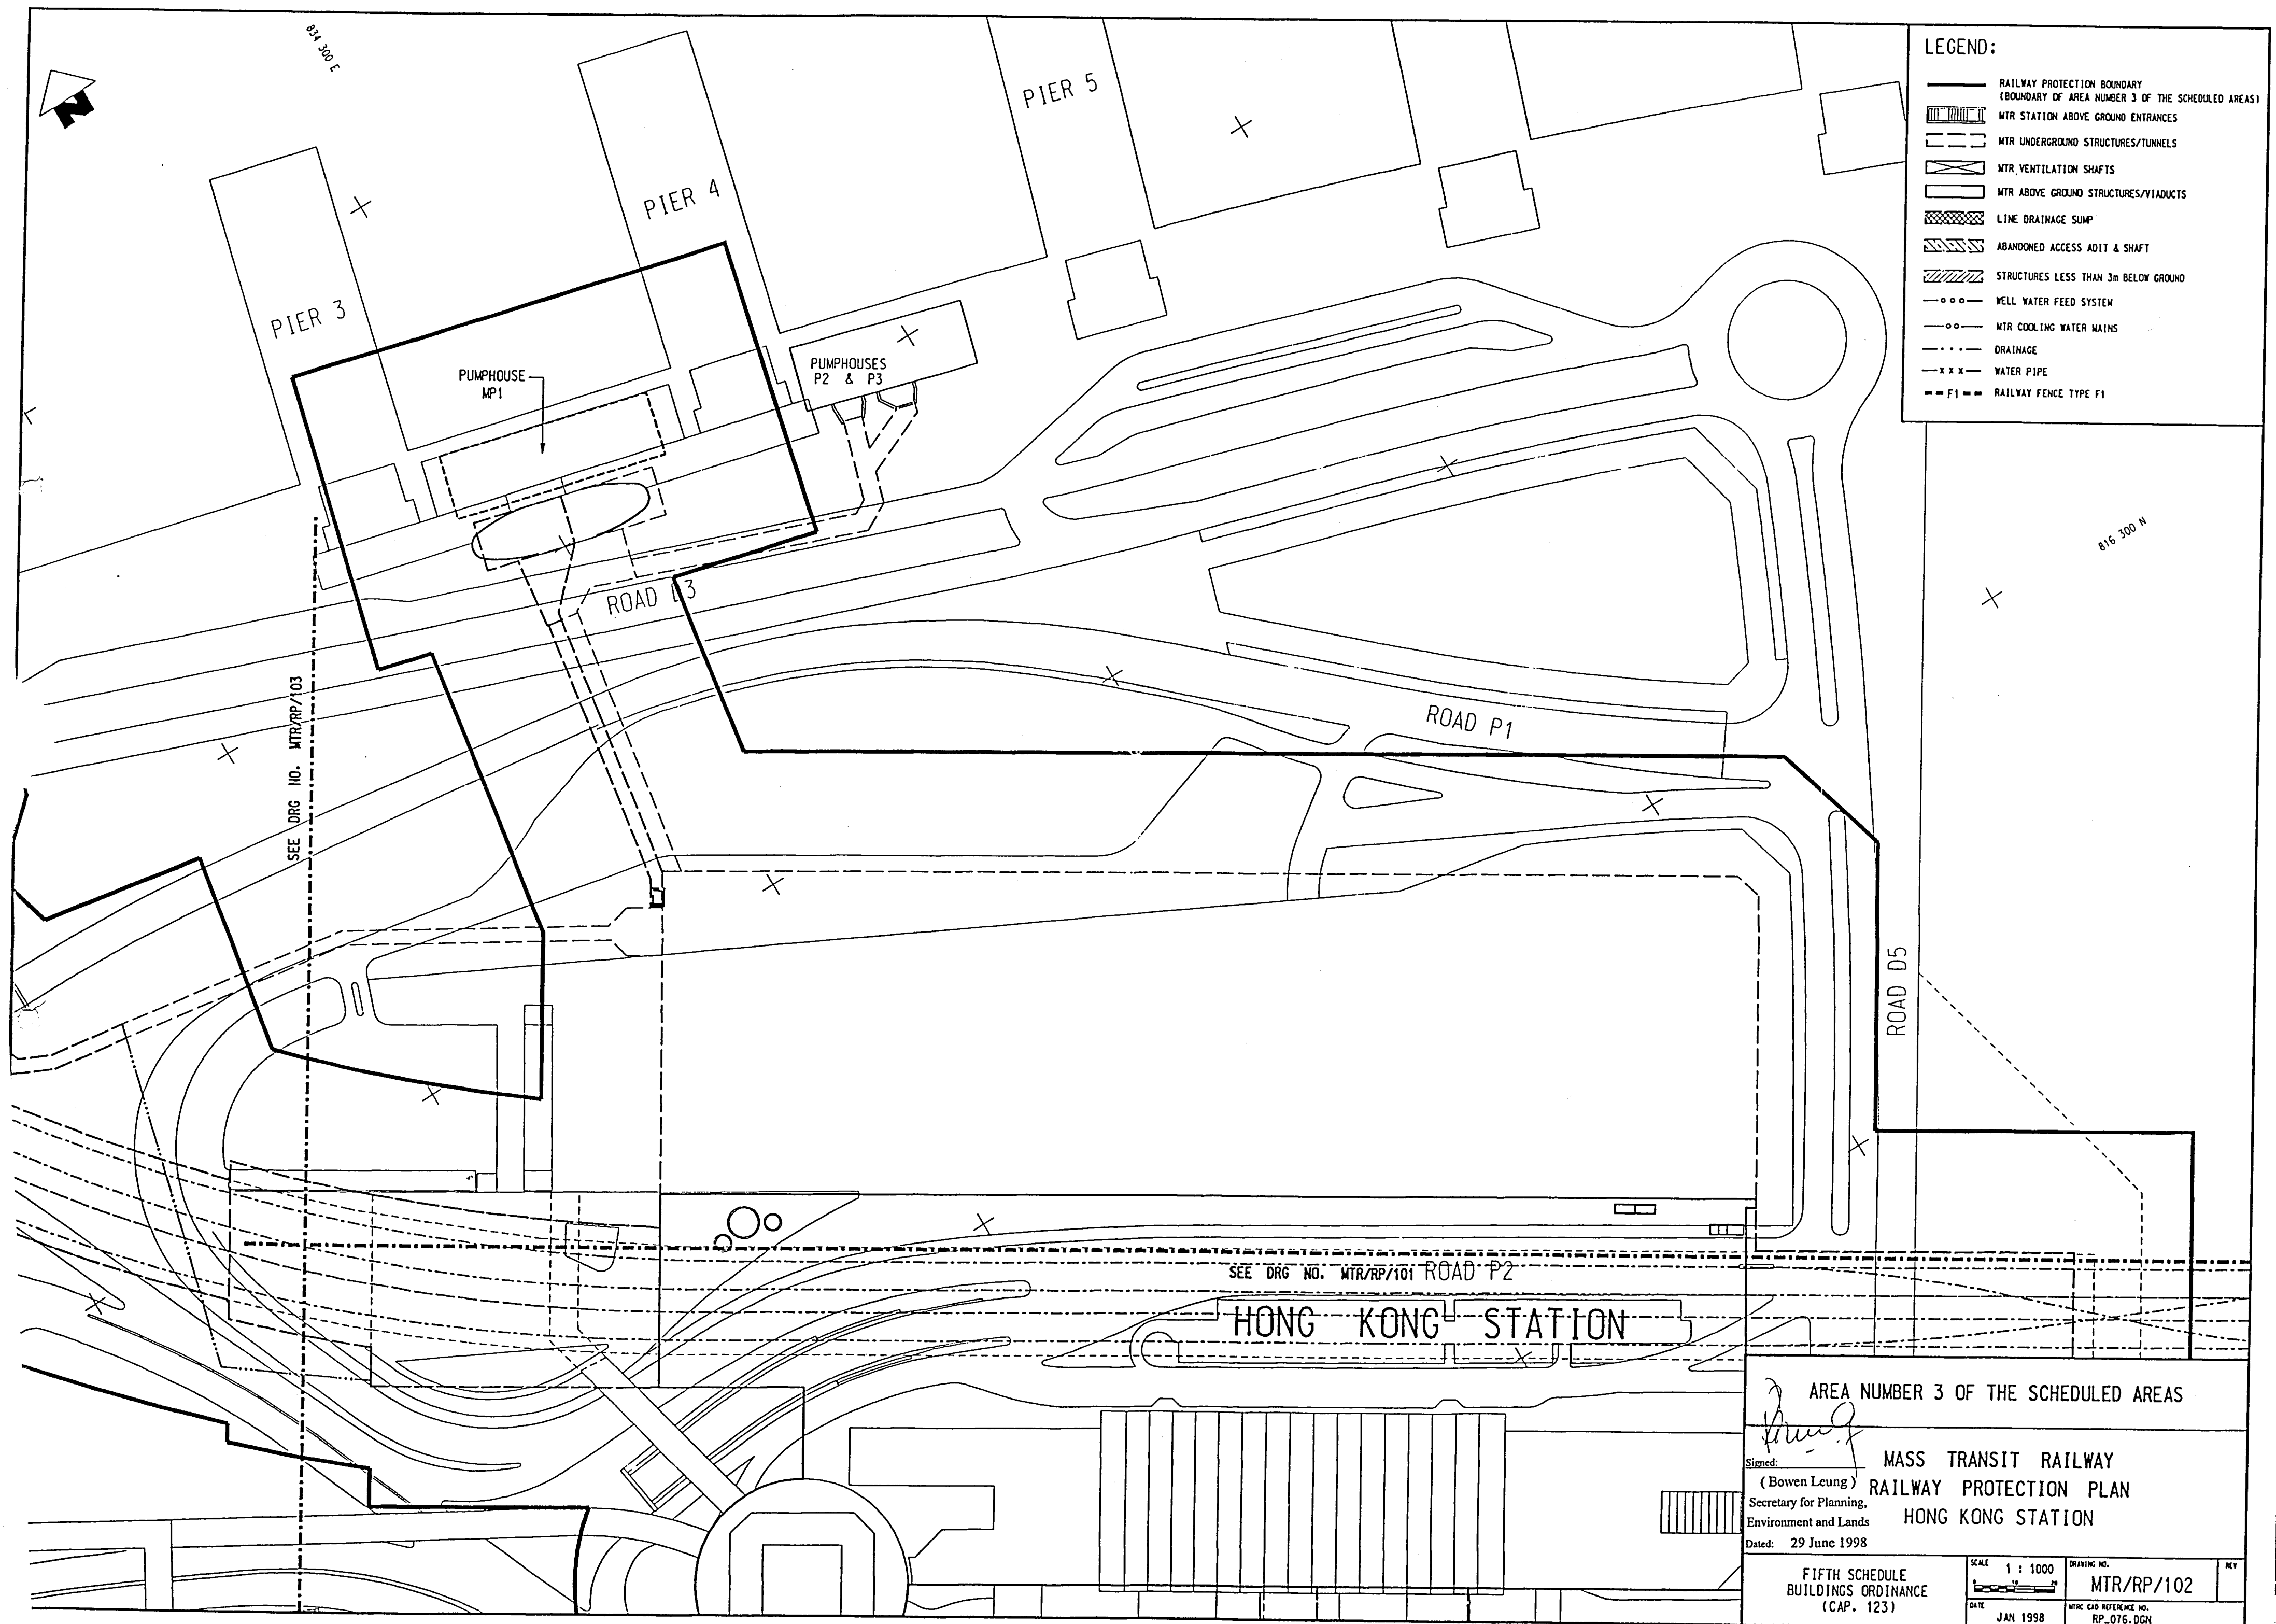 834 300 E
N
PIER 3
PIER 4
PIER 5
PUMPHOUSE
MP1
PUMPHOUSES
P2 & P3
ROAD D3
ROAD P1
816 300 N
SEE DRG NO. MTR/RP/103
ROAD D5
SEE DRG NO. MTR/RP/101 ROAD P2
HONG KONG STATION
LEGEND:
RAILWAY PROTECTION BOUNDARY
(BOUNDARY OF AREA NUMBER 3 OF THE SCHEDULED AREAS)
MTR STATION ABOVE GROUND ENTRANCES
MTR UNDERGROUND STRUCTURES/TUNNELS
MTR VENTILATION SHAFTS
MTR ABOVE GROUND STRUCTURES/VIADUCTS
LINE DRAINAGE SUMP
ABANDONED ACCESS ADIT & SHAFT
STRUCTURES LESS THAN 3m BELOW GROUND
WELL WATER FEED SYSTEM
MTR COOLING WATER MAINS
DRAINAGE
x x x WATER PIPE
F1 RAILWAY FENCE TYPE F1
AREA NUMBER 3 OF THE SCHEDULED AREAS
Signed:
(Bowen Leung)
Secretary for Planning,
Environment and Lands
Dated: 29 June 1998
MASS TRANSIT RAILWAY
RAILWAY PROTECTION PLAN
HONG KONG STATION
FIFTH SCHEDULE
BUILDINGS ORDINANCE
(CAP. 123)
SCALE
1 : 1000
DATE
JAN 1998
DRAWING NO.
MTR/RP/102
REV
MTRC CAD REFERENCE NO.
RP_076.DGN